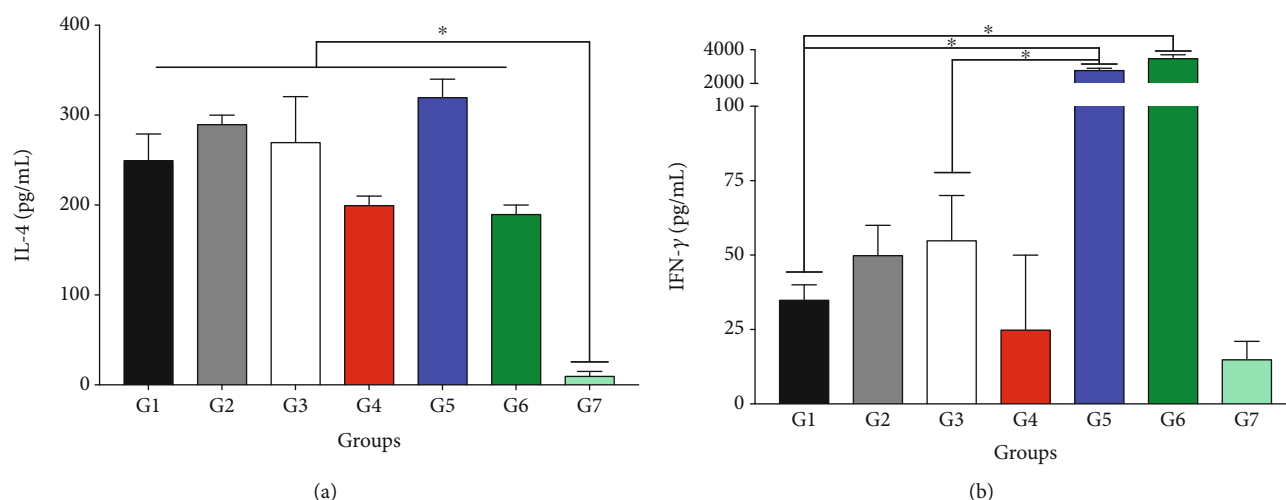 400
300
200
100
0
IL-4 (pg/mL)
*
G1 G2 G3 G4 G5 G6 G7
Groups
(a)
4000
2000
100
75
50
25
0
IFN-γ (pg/mL)
*
*
*
G1 G2 G3 G4 G5 G6 G7
Groups
(b)